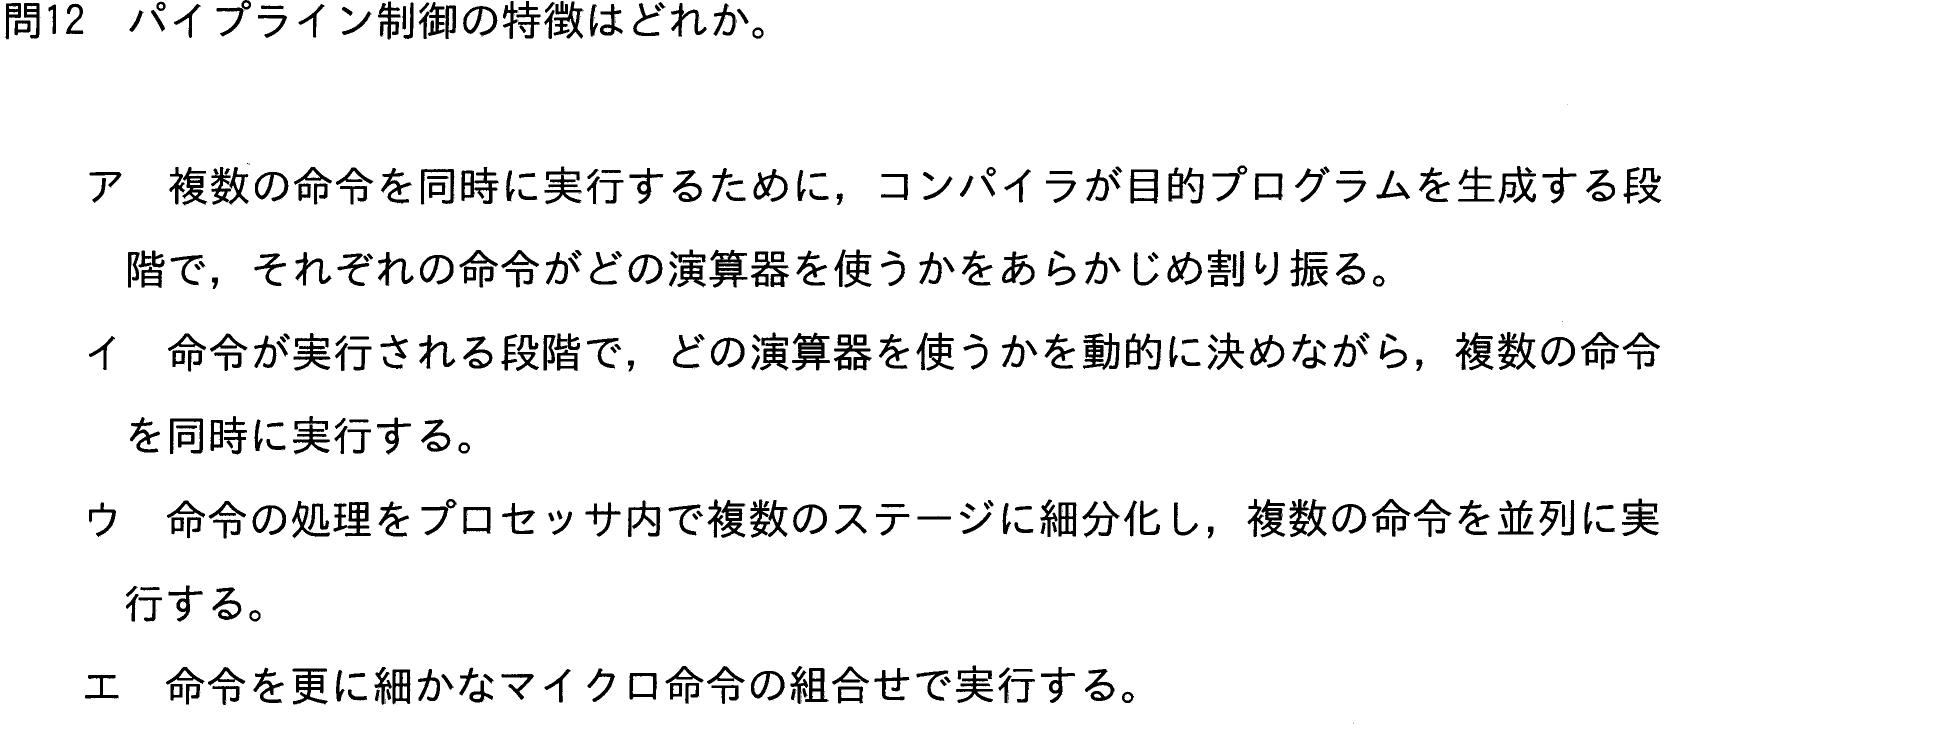 問12　パイプライン制御の特徴はどれか。
ア　複数の命令を同時に実行するために，コンパイラが目的プログラムを生成する段
階で，それぞれの命令がどの演算器を使うかをあらかじめ割り振る。
イ　命令が実行される段階で，どの演算器を使うかを動的に決めながら，複数の命令
を同時に実行する。
ウ　命令の処理をプロセッサ内で複数のステージに細分化し，複数の命令を並列に実
行する。
エ　命令を更に細かなマイクロ命令の組合せで実行する。